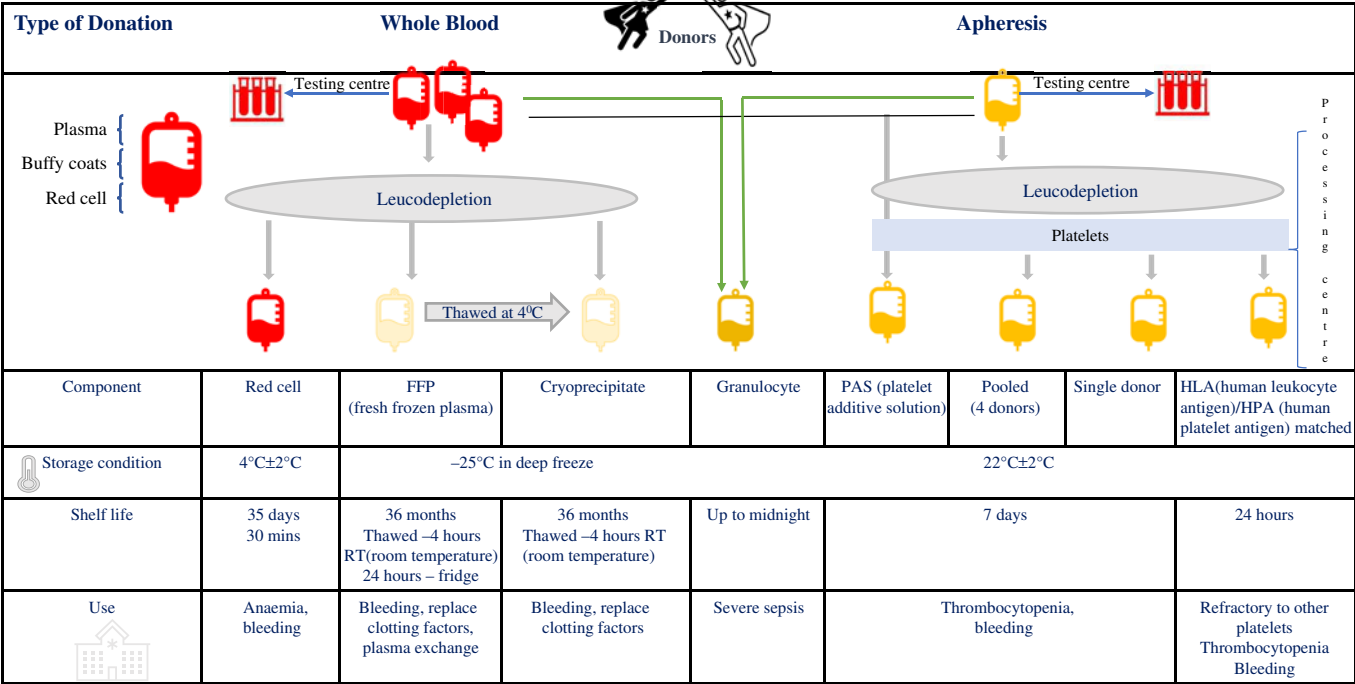 Type of Donation
Whole Blood
Donors
Apheresis
Testing centre
Testing centre
Plasma
Buffy coats
Red cell
Leucodepletion
Leucodepletion
Platelets
Processing centre
Thawed at 4⁰C
Component
Red cell
FFP
(fresh frozen plasma)
Cryoprecipitate
Granulocyte
PAS (platelet
additive solution)
Pooled
(4 donors)
Single donor
HLA(human leukocyte
antigen)/HPA (human
platelet antigen) matched
Storage condition
4°C±2°C
–25°C in deep freeze
22°C±2°C
Shelf life
35 days
30 mins
36 months
Thawed –4 hours
RT(room temperature)
24 hours – fridge
36 months
Thawed –4 hours RT
(room temperature)
Up to midnight
7 days
24 hours
Use
Anaemia,
bleeding
Bleeding, replace
clotting factors,
plasma exchange
Bleeding, replace
clotting factors
Severe sepsis
Thrombocytopenia,
bleeding
Refractory to other
platelets
Thrombocytopenia
Bleeding